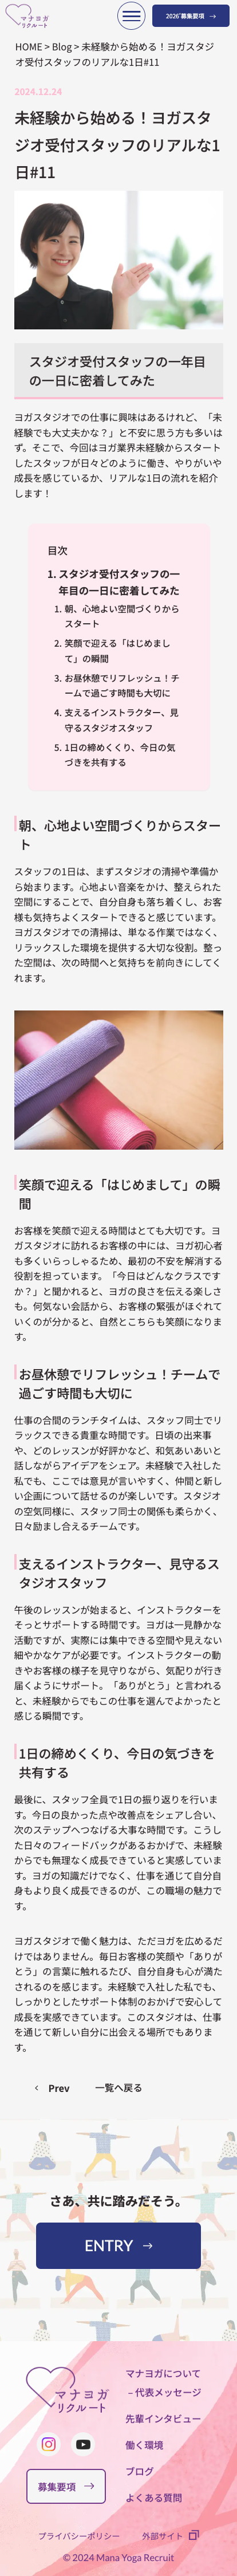 マナヨガ
リクルート
2026'募集要項 →
HOME > Blog > 未経験から始める！ヨガスタジ
オ受付スタッフのリアルな1日#11
2024.12.24
未経験から始める！ヨガスタ
ジオ受付スタッフのリアルな1
日#11
スタジオ受付スタッフの一年目
の一日に密着してみた
ヨガスタジオでの仕事に興味はあるけれど、「未
経験でも大丈夫かな？」と不安に思う方も多いは
ず。そこで、今回はヨガ業界未経験からスタート
したスタッフが日々どのように働き、やりがいや
成長を感じているか、リアルな1日の流れを紹介
します！
目次
1. スタジオ受付スタッフの一
年目の一日に密着してみた
1. 朝、心地よい空間づくりから
スタート
2. 笑顔で迎える「はじめまし
て」の瞬間
3. お昼休憩でリフレッシュ！チ
ームで過ごす時間も大切に
4. 支えるインストラクター、見
守るスタジオスタッフ
5. 1日の締めくくり、今日の気
づきを共有する
朝、心地よい空間づくりからスター
ト
スタッフの1日は、まずスタジオの清掃や準備か
ら始まります。心地よい音楽をかけ、整えられた
空間にすることで、自分自身も落ち着くし、お客
様も気持ちよくスタートできると感じています。
ヨガスタジオでの清掃は、単なる作業ではなく、
リラックスした環境を提供する大切な役割。整っ
た空間は、次の時間へと気持ちを前向きにしてく
れます。
笑顔で迎える「はじめまして」の瞬
間
お客様を笑顔で迎える時間はとても大切です。ヨ
ガスタジオに訪れるお客様の中には、ヨガ初心者
も多くいらっしゃるため、最初の不安を解消する
役割を担っています。「今日はどんなクラスです
か？」と聞かれると、ヨガの良さを伝える楽しさ
も。何気ない会話から、お客様の緊張がほぐれて
いくのが分かると、自然とこちらも笑顔になりま
す。
お昼休憩でリフレッシュ！チームで
過ごす時間も大切に
仕事の合間のランチタイムは、スタッフ同士でリ
ラックスできる貴重な時間です。日頃の出来事
や、どのレッスンが好評かなど、和気あいあいと
話しながらアイデアをシェア。未経験で入社した
私でも、ここでは意見が言いやすく、仲間と新し
い企画について話せるのが楽しいです。スタジオ
の空気同様に、スタッフ同士の関係も柔らかく、
日々励まし合えるチームです。
支えるインストラクター、見守るス
タジオスタッフ
午後のレッスンが始まると、インストラクターを
そっとサポートする時間です。ヨガは一見静かな
活動ですが、実際には集中できる空間や見えない
細やかなケアが必要です。インストラクターの動
きやお客様の様子を見守りながら、気配りが行き
届くようにサポート。「ありがとう」と言われる
と、未経験からでもこの仕事を選んでよかったと
感じる瞬間です。
1日の締めくくり、今日の気づきを
共有する
最後に、スタッフ全員で1日の振り返りを行いま
す。今日の良かった点や改善点をシェアし合い、
次のステップへつなげる大事な時間です。こうし
た日々のフィードバックがあるおかげで、未経験
からでも無理なく成長できていると実感していま
す。ヨガの知識だけでなく、仕事を通じて自分自
身もより良く成長できるのが、この職場の魅力で
す。
ヨガスタジオで働く魅力は、ただヨガを広めるだ
けではありません。毎日お客様の笑顔や「ありが
とう」の言葉に触れるたび、自分自身も心が満た
されるのを感じます。未経験で入社した私でも、
しっかりとしたサポート体制のおかげで安心して
成長を実感できています。このスタジオは、仕事
を通じて新しい自分に出会える場所でもありま
す。
‹ Prev 一覧へ戻る
さあ、共に踏みだそう。
ENTRY →
マナヨガ
リクルート
募集要項 →
マナヨガについて
– 代表メッセージ
先輩インタビュー
働く環境
ブログ
よくある質問
プライバシーポリシー 外部サイト
© 2024 Mana Yoga Recruit